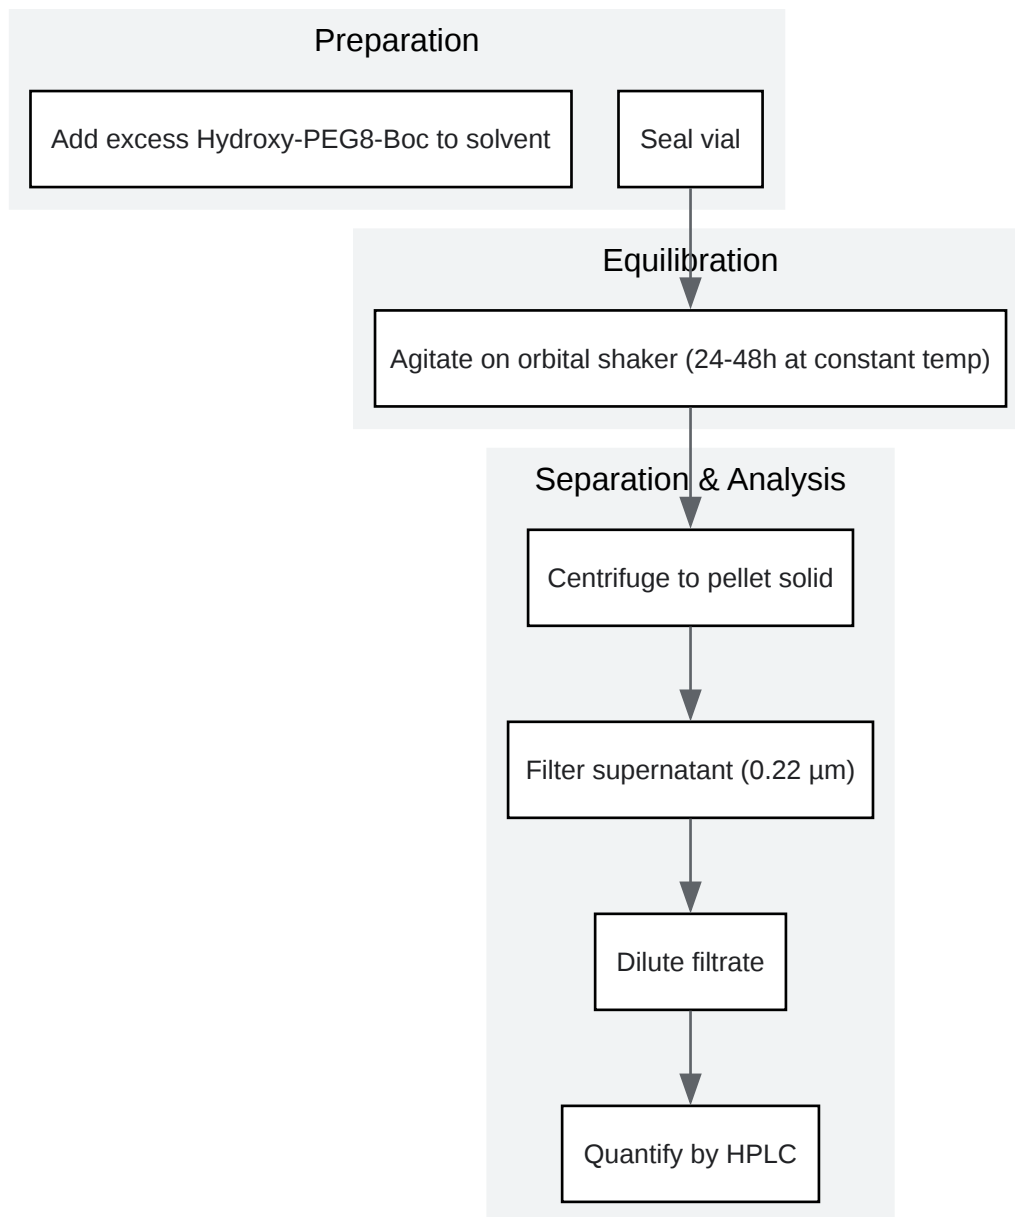 Preparation
Add excess Hydroxy-PEG8-Boc to solvent
Seal vial
Equilibration
Agitate on orbital shaker (24-48h at constant temp)
Separation & Analysis
Centrifuge to pellet solid
Filter supernatant (0.22 µm)
Dilute filtrate
Quantify by HPLC